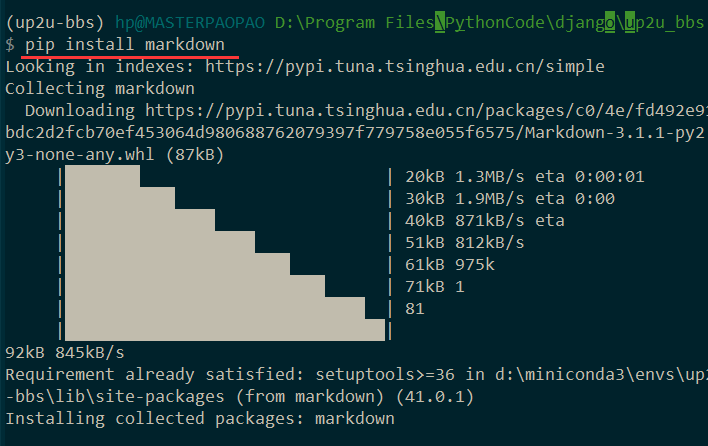 (up2u-bbs) hp@MASTERPAOPAO D:\Program Files\PythonCode\django\up2u_bbs
$ pip install markdown
Looking in indexes: https://pypi.tuna.tsinghua.edu.cn/simple
Collecting markdown
Downloading https://pypi.tuna.tsinghua.edu.cn/packages/c0/4e/fd492e91
bdc2d2fcb70ef453064d980688762079397f779758e055f6575/Markdown-3.1.1-py2
y3-none-any.whl (87kB)
| | 20kB 1.3MB/s eta 0:00:01
| | 30kB 1.9MB/s eta 0:00
| | 40kB 871kB/s eta
| | 51kB 812kB/s
| | 61kB 975k
| | 71kB 1
| | 81
| |
92kB 845kB/s
Requirement already satisfied: setuptools>=36 in d:\miniconda3\envs\up2
-bbs\lib\site-packages (from markdown) (41.0.1)
Installing collected packages: markdown